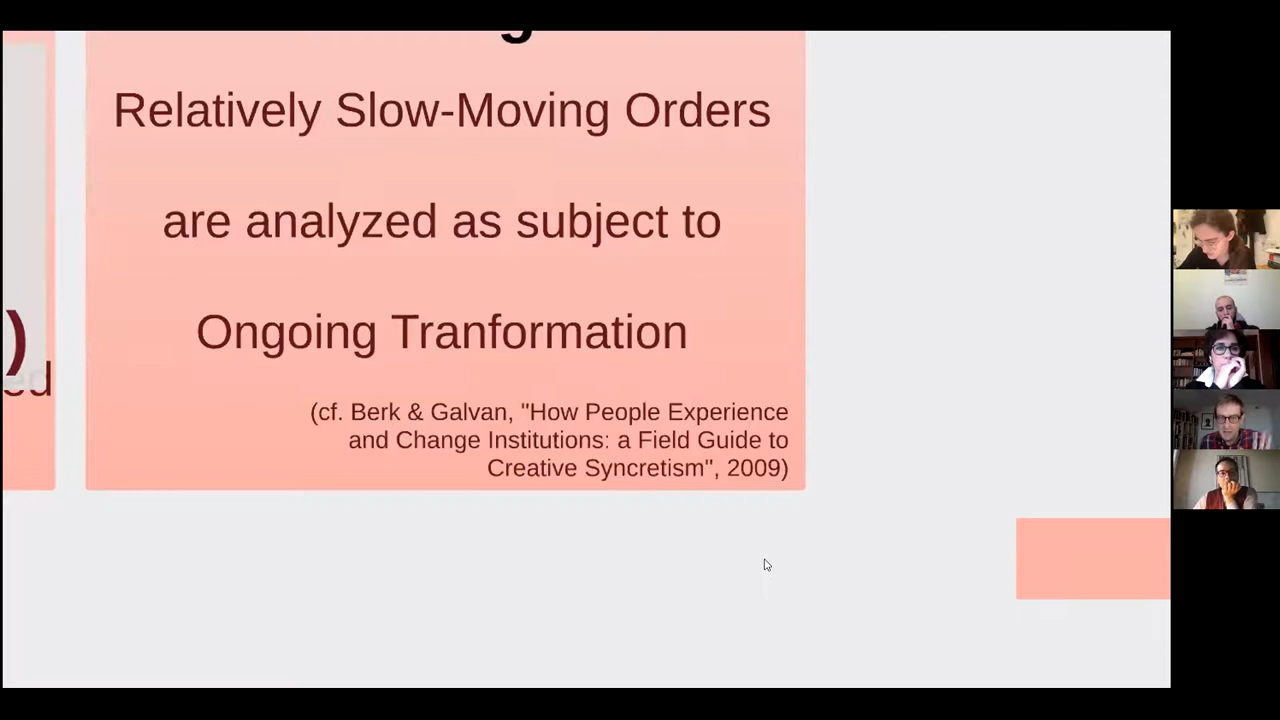 Relatively Slow-Moving Orders
are analyzed as subject to
Ongoing Tranformation
(cf. Berk & Galvan, "How People Experience
and Change Institutions: a Field Guide to
Creative Syncretism", 2009)
)
ed